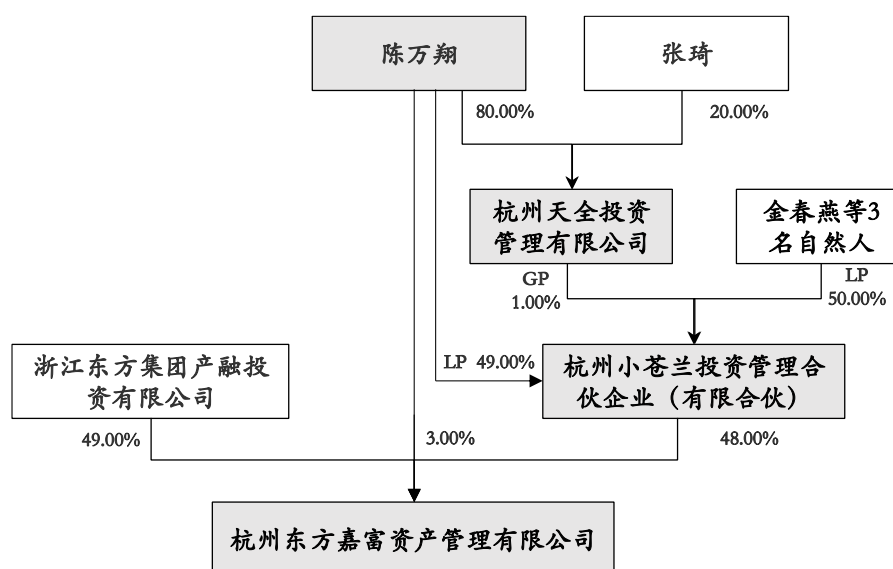 陈万翔
张琦
80.00%
20.00%
杭州天全投资
管理有限公司
金春燕等3
名自然人
GP
1.00%
LP
50.00%
浙江东方集团产融投
资有限公司
LP 49.00%
杭州小苍兰投资管理合
伙企业（有限合伙）
49.00%
3.00%
48.00%
杭州东方嘉富资产管理有限公司